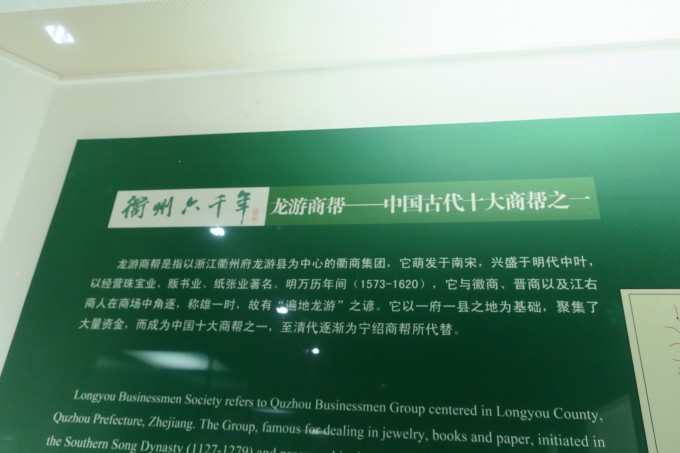 衢州六千年 龙游商帮——中国古代十大商帮之一
龙游商帮是指以浙江衢州府龙游县为中心的衢商集团，它萌发于南宋，兴盛于明代中叶，
以经营珠宝业、贩书业、纸张业著名。明万历年间（1573-1620），它与徽商、晋商以及江右
商人在商场中角逐，称雄一时，故有“遍地龙游”之谚。它以一府一县之地为基础，聚集了
大量资金，而成为中国十大商帮之一，至清代逐渐为宁绍商帮所代替。
Longyou Businessmen Society refers to Quzhou Businessmen Group centered in Longyou County,
Quzhou Prefecture, Zhejiang. The Group, famous for dealing in jewelry, books and paper, initiated in
the Southern Song Dynasty (1127-1279) and